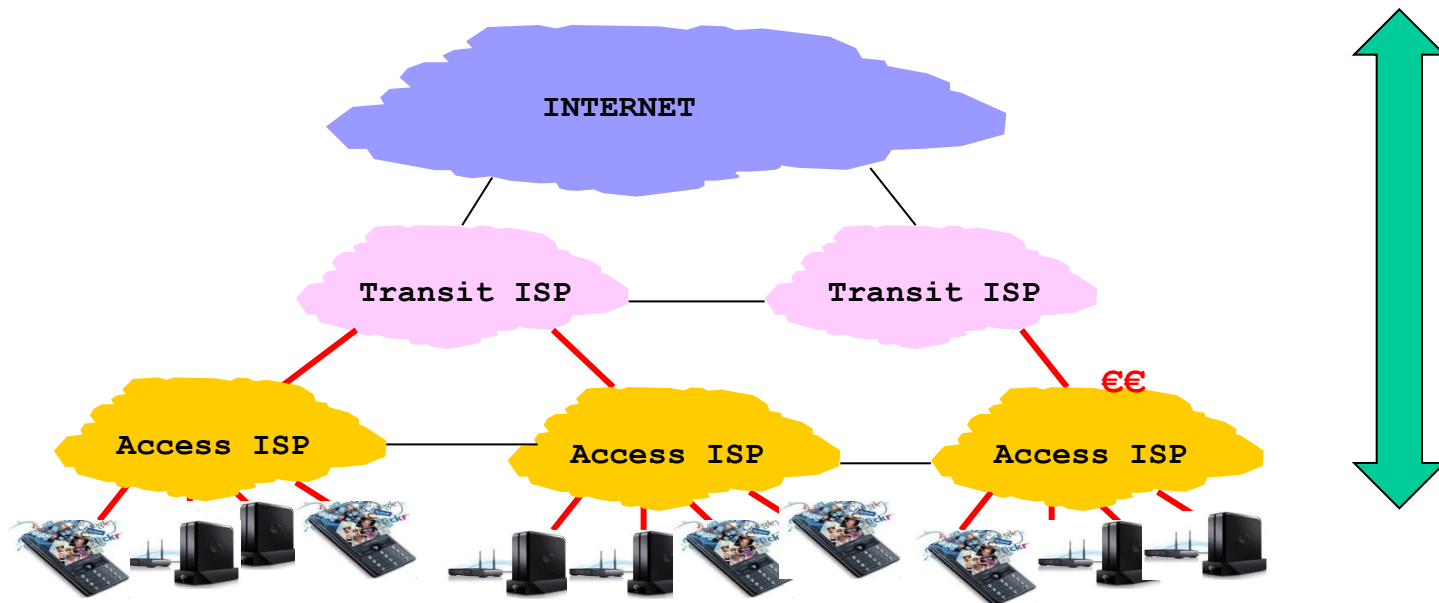 INTERNET
Transit ISP
Transit ISP
€€
Access ISP
Access ISP
Access ISP